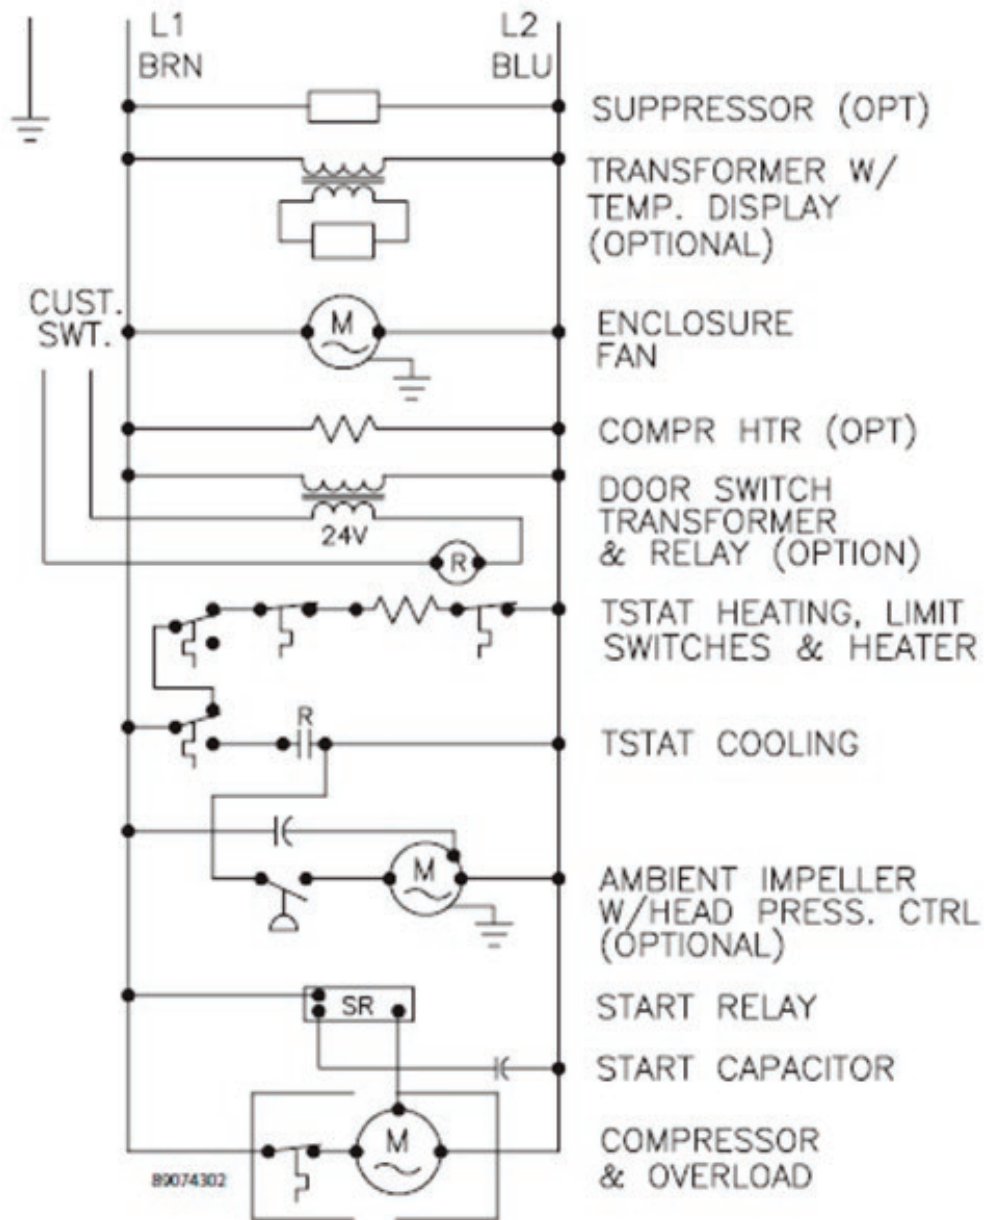 L1
BRN
L2
BLU
SUPPRESSOR (OPT)
TRANSFORMER W/
TEMP. DISPLAY
(OPTIONAL)
CUST.
SWT.
M
ENCLOSURE
FAN
COMPR HTR (OPT)
24V
R
DOOR SWITCH
TRANSFORMER
& RELAY (OPTION)
TSTAT HEATING, LIMIT
SWITCHES & HEATER
R
TSTAT COOLING
M
AMBIENT IMPELLER
W/HEAD PRESS. CTRL
(OPTIONAL)
SR
START RELAY
START CAPACITOR
M
COMPRESSOR
& OVERLOAD
89074302